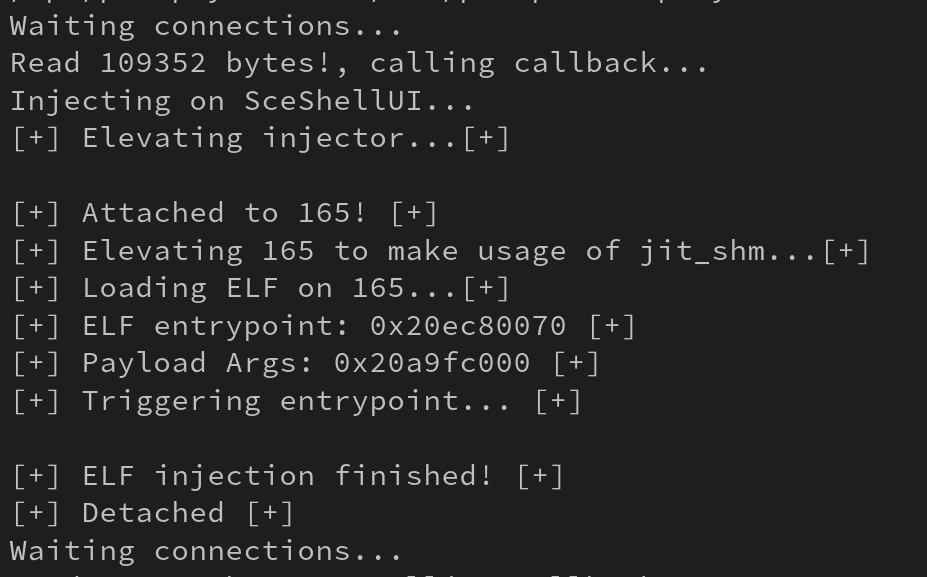 Waiting connections...
Read 109352 bytes!, calling callback...
Injecting on SceShellUI...
[+] Elevating injector...[+]
[+] Attached to 165! [+]
[+] Elevating 165 to make usage of jit_shm...[+]
[+] Loading ELF on 165...[+]
[+] ELF entrypoint: 0x20ec80070 [+]
[+] Payload Args: 0x20a9fc000 [+]
[+] Triggering entrypoint... [+]
[+] ELF injection finished! [+]
[+] Detached [+]
Waiting connections...